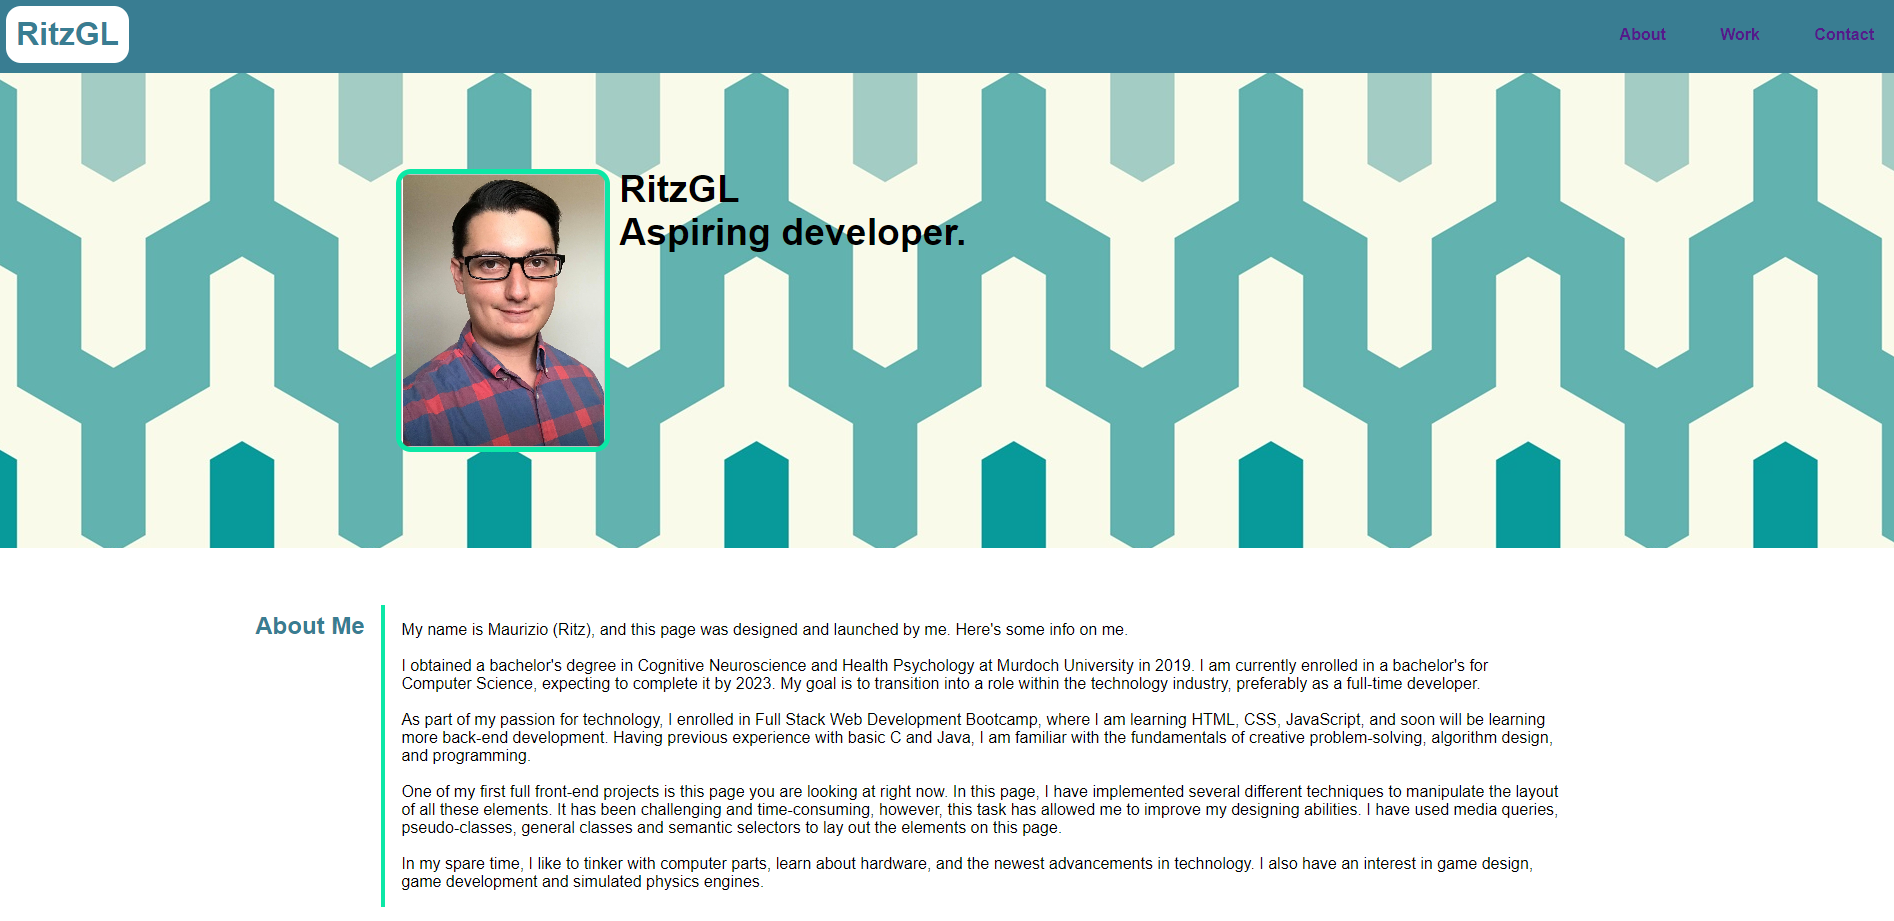 RitzGL
About Work Contact
RitzGL
Aspiring developer.
About Me
My name is Maurizio (Ritz), and this page was designed and launched by me. Here's some info on me.
I obtained a bachelor's degree in Cognitive Neuroscience and Health Psychology at Murdoch University in 2019. I am currently enrolled in a bachelor's for
Computer Science, expecting to complete it by 2023. My goal is to transition into a role within the technology industry, preferably as a full-time developer.
As part of my passion for technology, I enrolled in Full Stack Web Development Bootcamp, where I am learning HTML, CSS, JavaScript, and soon will be learning
more back-end development. Having previous experience with basic C and Java, I am familiar with the fundamentals of creative problem-solving, algorithm design,
and programming.
One of my first full front-end projects is this page you are looking at right now. In this page, I have implemented several different techniques to manipulate the layout
of all these elements. It has been challenging and time-consuming, however, this task has allowed me to improve my designing abilities. I have used media queries,
pseudo-classes, general classes and semantic selectors to lay out the elements on this page.
In my spare time, I like to tinker with computer parts, learn about hardware, and the newest advancements in technology. I also have an interest in game design,
game development and simulated physics engines.